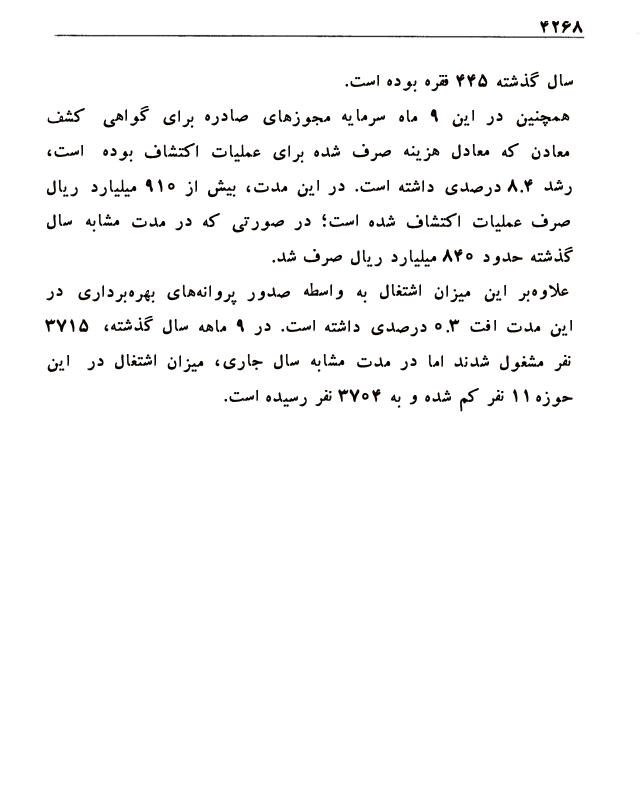 ۴۲۶۸
سال گذشته ۴۴۵ فقره بوده است.
همچنین در این ۹ ماه سرمایه مجوزهای صادره برای گواهی کشف
معادن که معادل هزینه صرف شده برای عملیات اکتشاف بوده است،
رشد ۸.۴ درصدی داشته است. در این مدت، بیش از ۹۱۰ میلیارد ریال
صرف عملیات اکتشاف شده است؛ در صورتی که در مدت مشابه سال
گذشته حدود ۸۴۰ میلیارد ریال صرف شد.
علاوه‌بر این میزان اشتغال به واسطه صدور پروانه‌های بهره‌برداری در
این مدت افت ۰.۳ درصدی داشته است. در ۹ ماهه سال گذشته، ۳۷۱۵
نفر مشغول شدند اما در مدت مشابه سال جاری، میزان اشتغال در این
حوزه ۱۱ نفر کم شده و به ۳۷۰۴ نفر رسیده است.